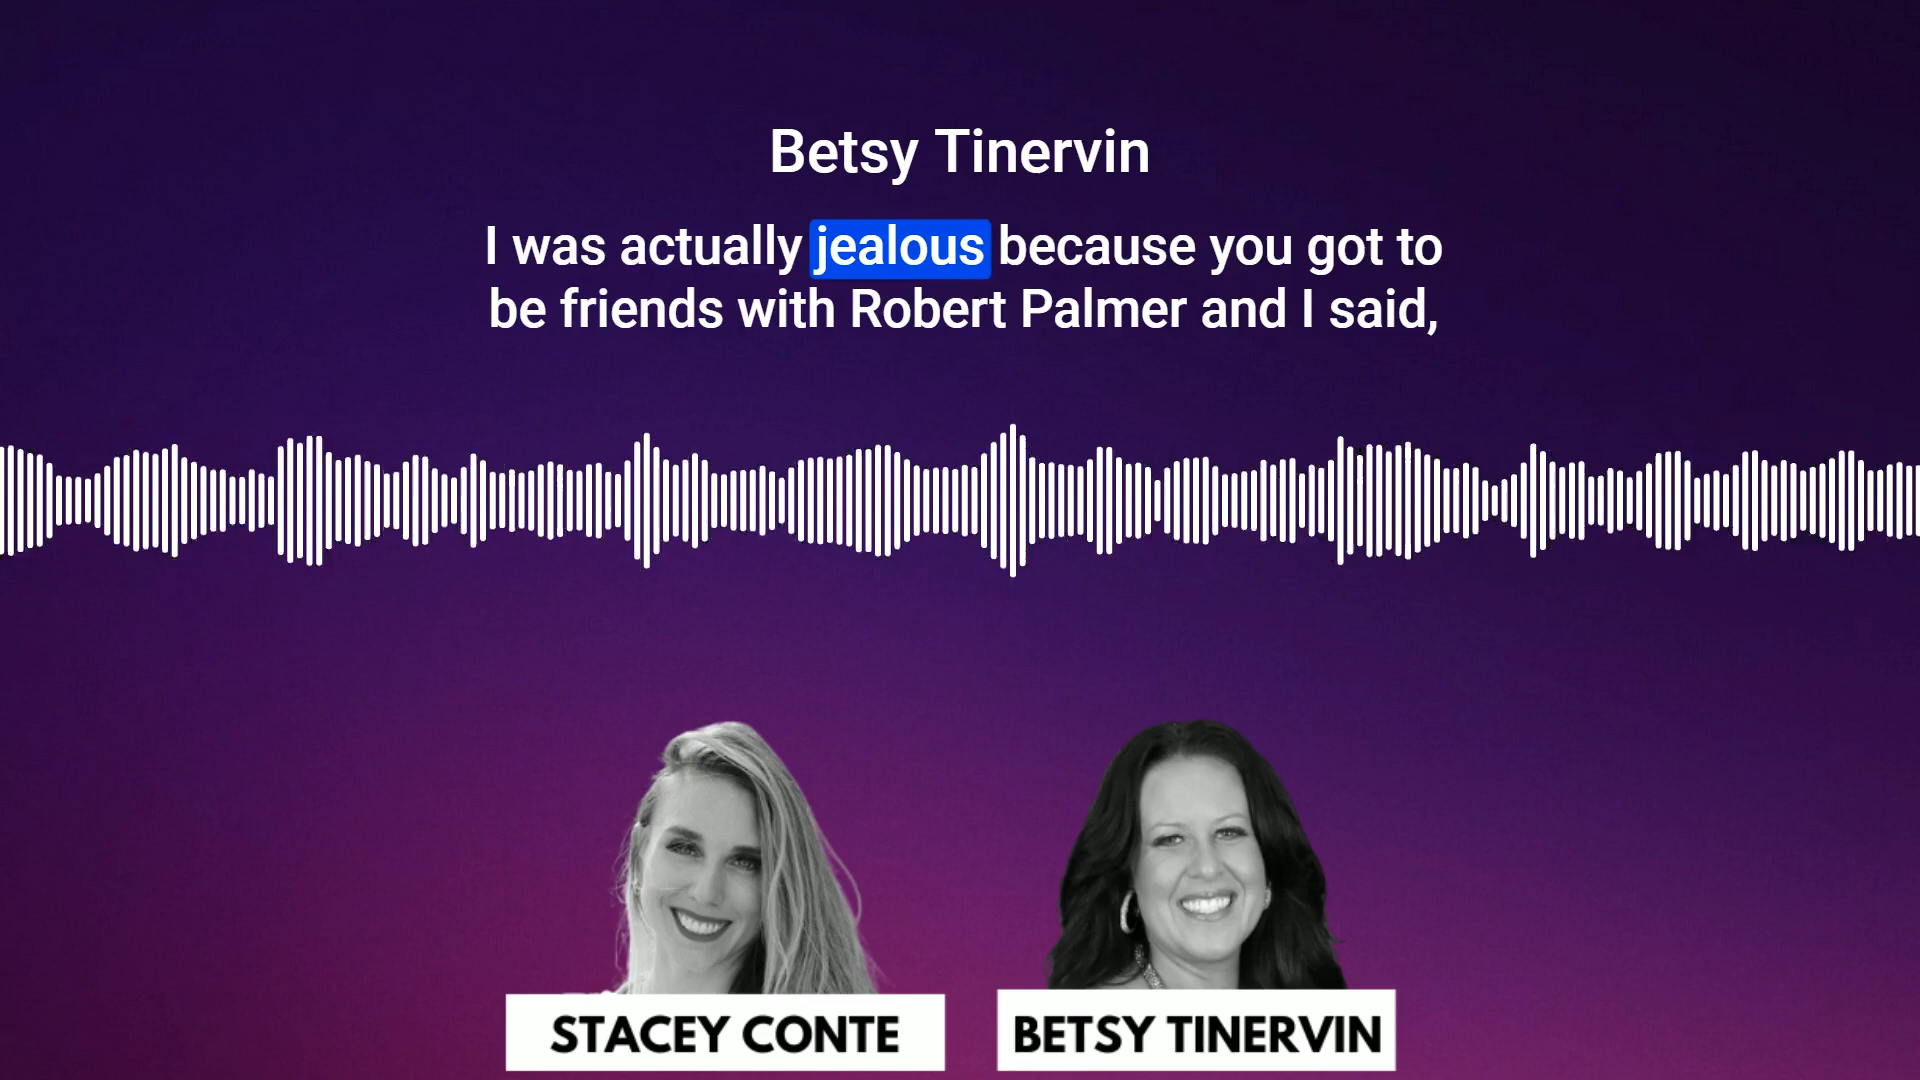 Betsy Tinervin
I was actually jealous because you got to
be friends with Robert Palmer and I said,
STACEY CONTE
BETSY TINERVIN